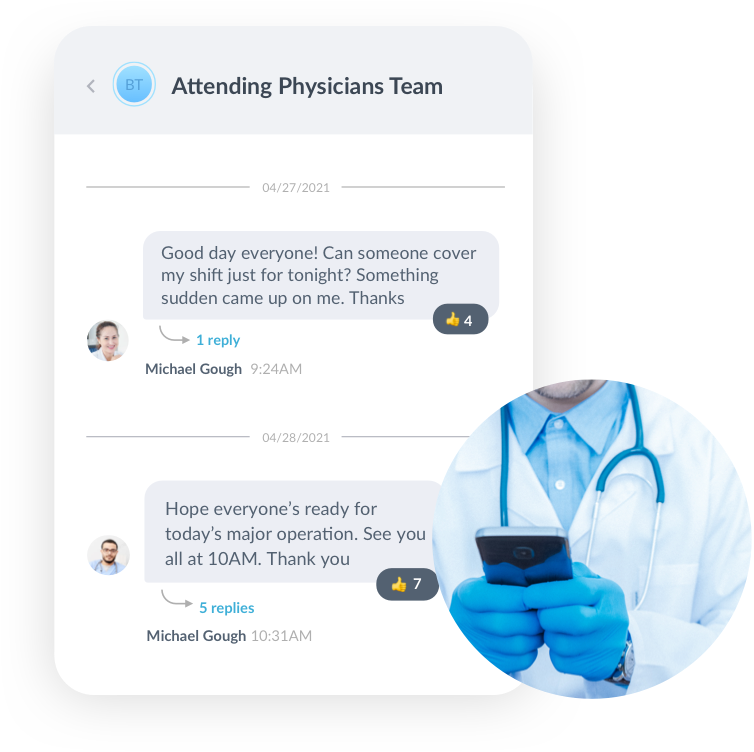 BT
Attending Physicians Team
04/27/2021
Good day everyone! Can someone cover
my shift just for tonight? Something
sudden came up on me. Thanks
👍 4
1 reply
Michael Gough 9:24AM
04/28/2021
Hope everyone’s ready for
today’s major operation. See you
all at 10AM. Thank you
👍 7
5 replies
Michael Gough 10:31AM